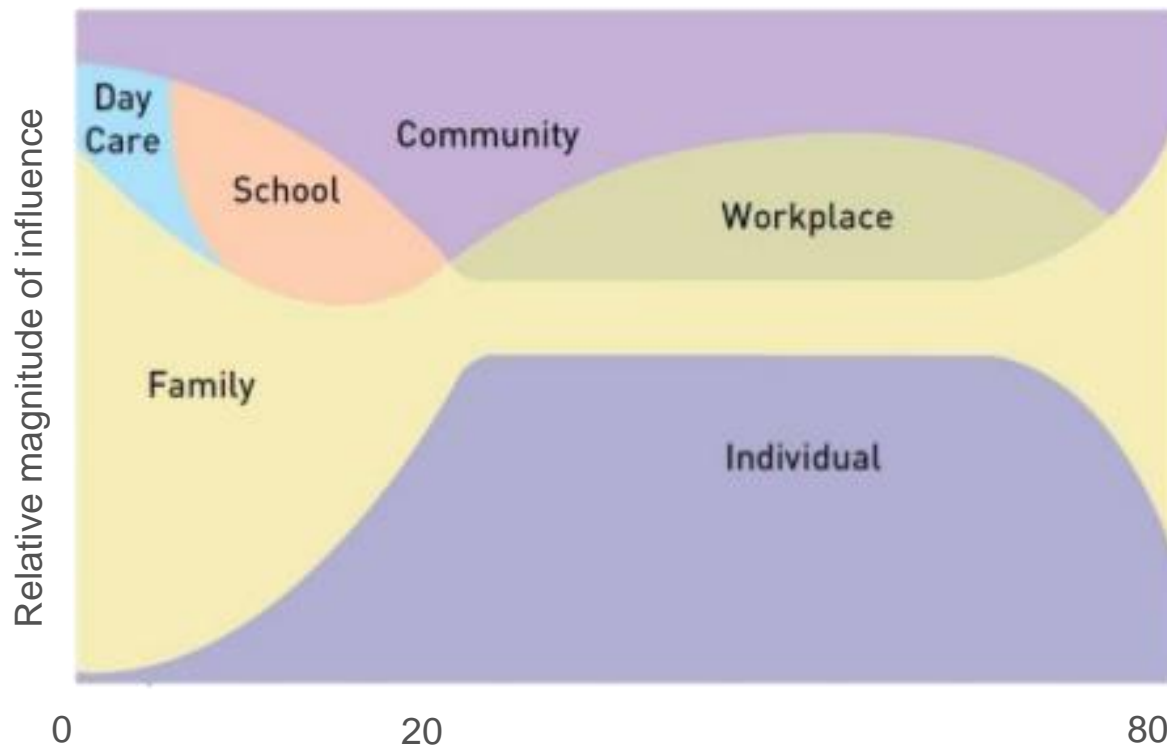 Relative magnitude of influence
Day
Care
School
Community
Workplace
Family
Individual
0
20
80